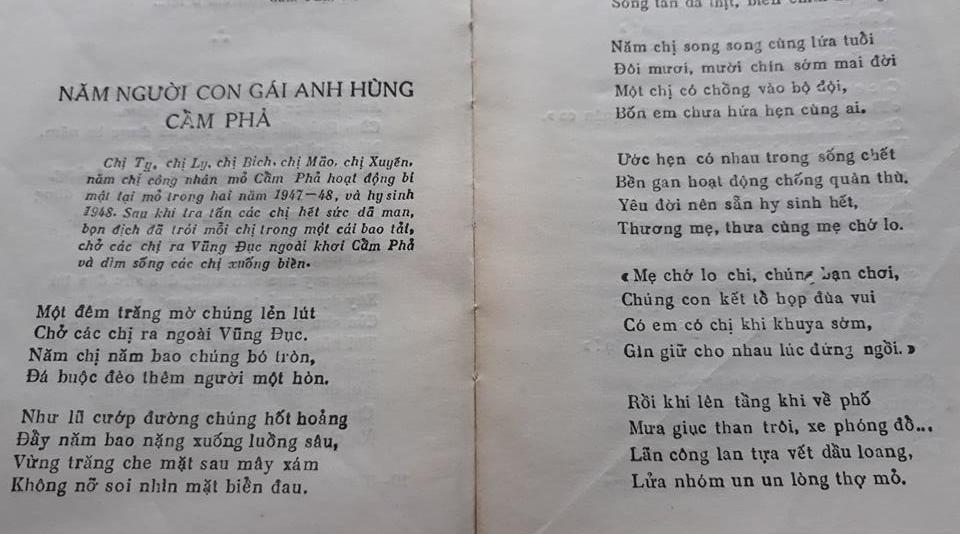 NĂM NGƯỜI CON GÁI ANH HÙNG
CẦM PHẢ
Chị Tỵ, chị Ly, chị Bích, chị Mão, chị Xuyến,
năm chị công nhân mỏ Cầm Phả hoạt động bí
mật tại mỏ trong hai năm 1947—48, và hy sinh
1948. Sau khi tra tấn các chị hết sức dã man,
bọn địch đã trói mỗi chị trong một cái bao tải,
chở các chị ra Vũng Đục ngoài khơi Cầm Phả
và dìm sống các chị xuống biển.
Một đêm trăng mờ chúng lẻn lút
Chở các chị ra ngoài Vũng Đục.
Năm chị năm bao chúng bó tròn,
Đá buộc đèo thêm người một hòn.
Như lũ cướp đường chúng hốt hoảng
Đẩy năm bao nặng xuống luồng sâu,
Vừng trăng che mặt sau mây xám
Không nỡ soi nhìn mặt biển đau.
Sống tan da thịt, biển
Năm chị song song cùng lứa tuổi
Đôi mươi, mười chín sớm mai đời
Một chị có chồng vào bộ đội,
Bốn em chưa hứa hẹn cùng ai.
Ước hẹn có nhau trong sống chết
Bền gan hoạt động chống quân thù.
Yêu đời nên sẵn hy sinh hết,
Thương mẹ, thưa cùng mẹ chớ lo.
« Mẹ chớ lo chi, chúng bạn chơi,
Chúng con kết tổ họp đùa vui
Có em có chị khi khuya sớm,
Gìn giữ cho nhau lúc đứng ngồi. »
Rồi khi lên tầng khi về phố
Mưa giục than trôi, xe phóng đổ...
Lãn công lan tựa vết dầu loang,
Lửa nhóm un un lòng thợ mỏ.